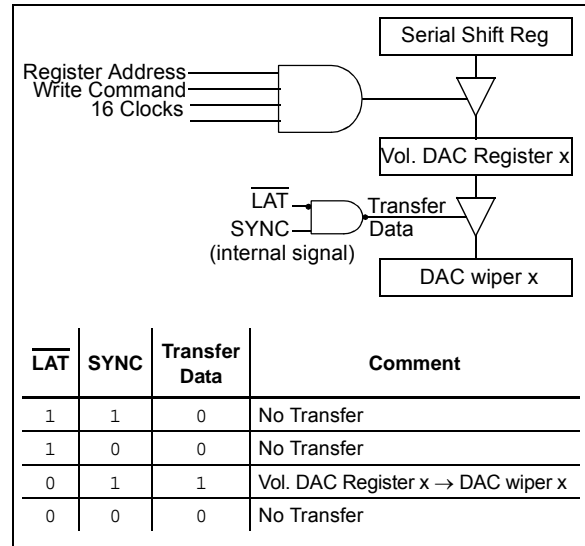 Serial Shift Reg
Register Address
Write Command
16 Clocks
Vol. DAC Register x
LAT
SYNC
(internal signal)
Transfer
Data
DAC wiper x
LAT SYNC Transfer Data Comment
1 1 0 No Transfer
1 0 0 No Transfer
0 1 1 Vol. DAC Register x → DAC wiper x
0 0 0 No Transfer